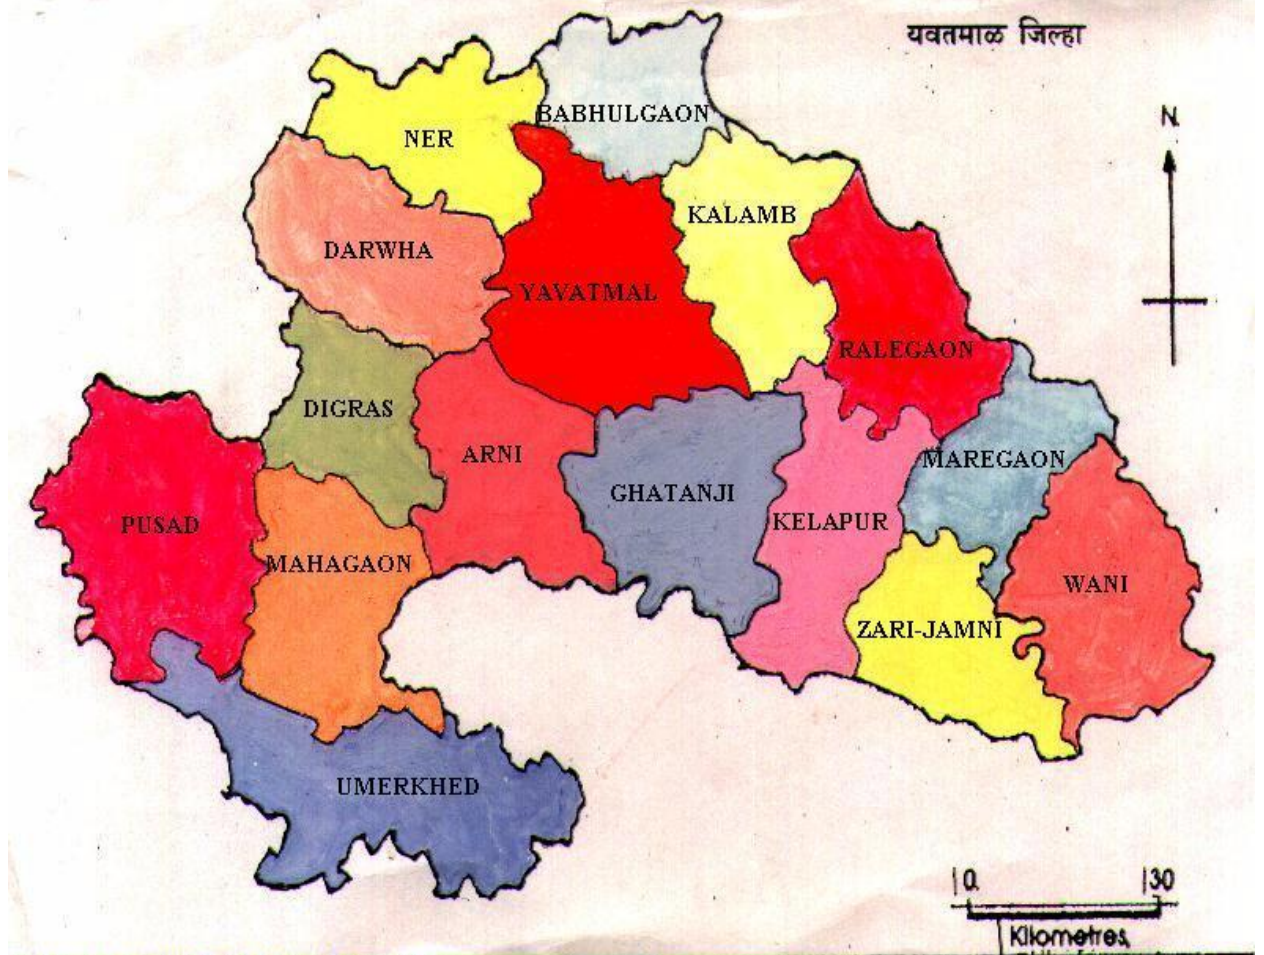 यवतमाळ जिल्हा
N.
BABHULGAON
NER
KALAMB
DARWHA
YAVATMAL
RALEGAON
DIGRAS
ARNI
MAREGAON
GHATANJI
PUSAD
KELAPUR
MAHAGAON
WANI
ZARI-JAMNI
UMERKHED
0. 30
Kilometres,